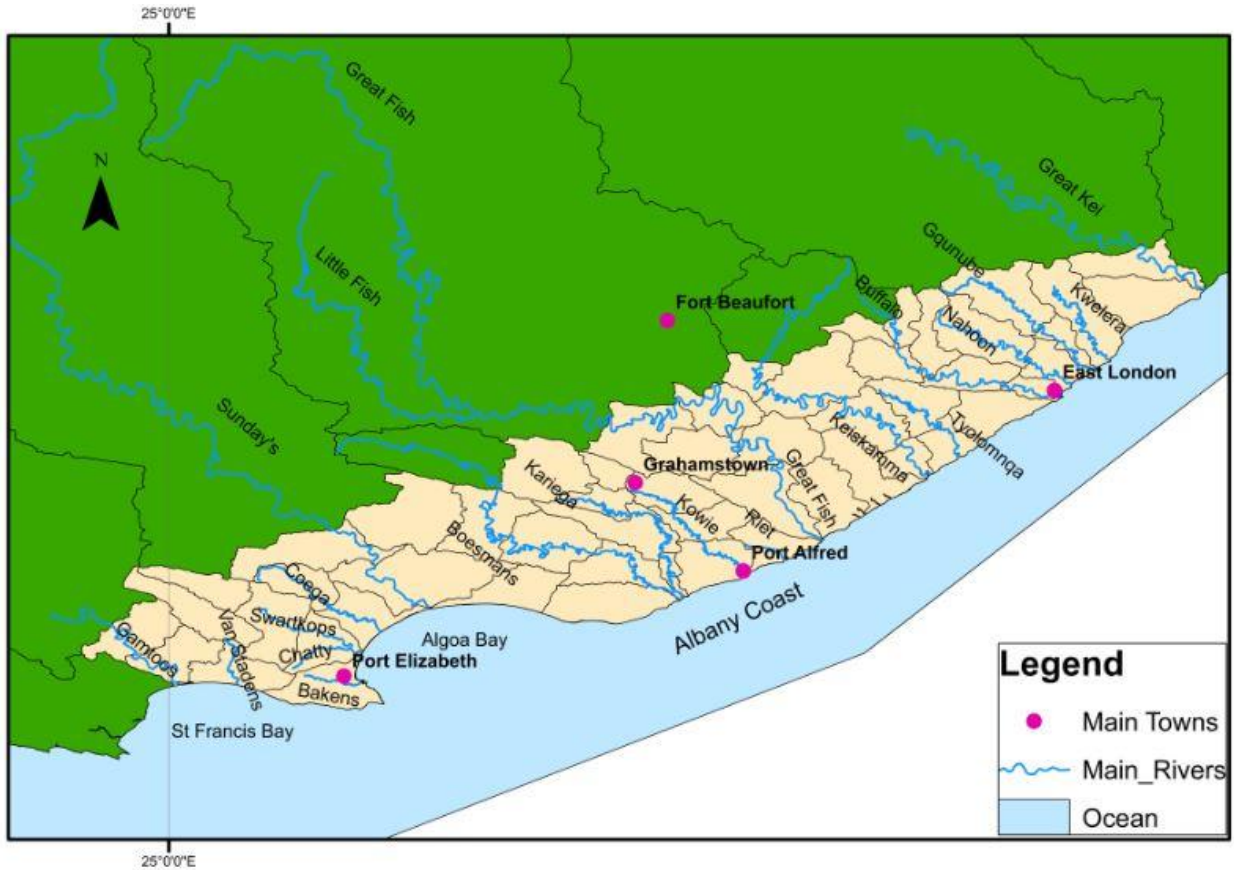 25°0'0"E
Great Fish
N
Great Kei
Gqunube
Little Fish
Buffalo
Kwelera
Fort Beaufort
Nahoon
East London
Sunday's
Keiskamma
Tyolomnqa
Grahamstown
Great Fish
Kariega
Kowie
Riet
Boesmans
Port Alfred
Coega
Albany Coast
Swartkops
Algoa Bay
Van Stadens
Gamtoos
Chatty
Port Elizabeth
Bakens
St Francis Bay
Legend
Main Towns
Main_Rivers
Ocean
25°0'0"E